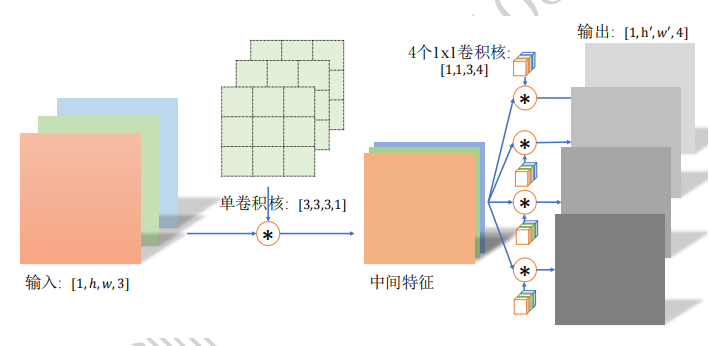 输出: [1, h′, w′, 4]
4个1x1卷积核:
[1,1,3,4]
单卷积核: [3,3,3,1]
输入: [1, h, w, 3]
中间特征